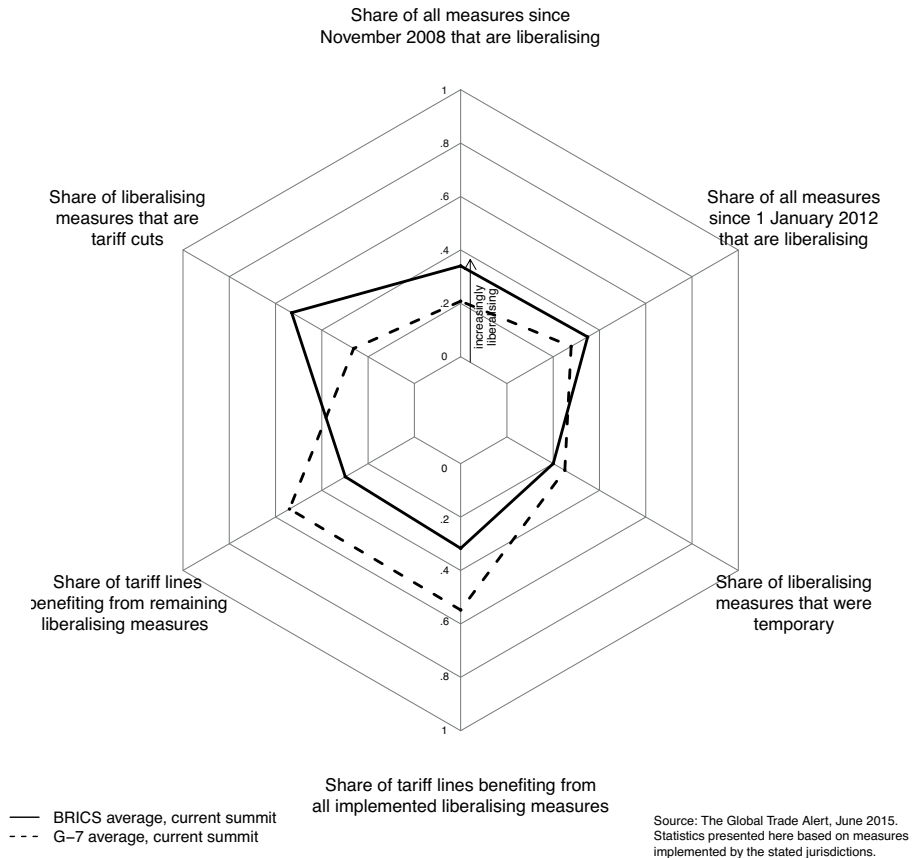 Share of all measures since
November 2008 that are liberalising
1
.8
.6
.4
.2
0
increasingly
liberalising
Share of liberalising
measures that are
tariff cuts
Share of all measures
since 1 January 2012
that are liberalising
0
.2
.4
.6
.8
1
Share of tariff lines
benefiting from remaining
liberalising measures
Share of liberalising
measures that were
temporary
Share of tariff lines benefiting from
all implemented liberalising measures
BRICS average, current summit
G−7 average, current summit
Source: The Global Trade Alert, June 2015.
Statistics presented here based on measures
implemented by the stated jurisdictions.